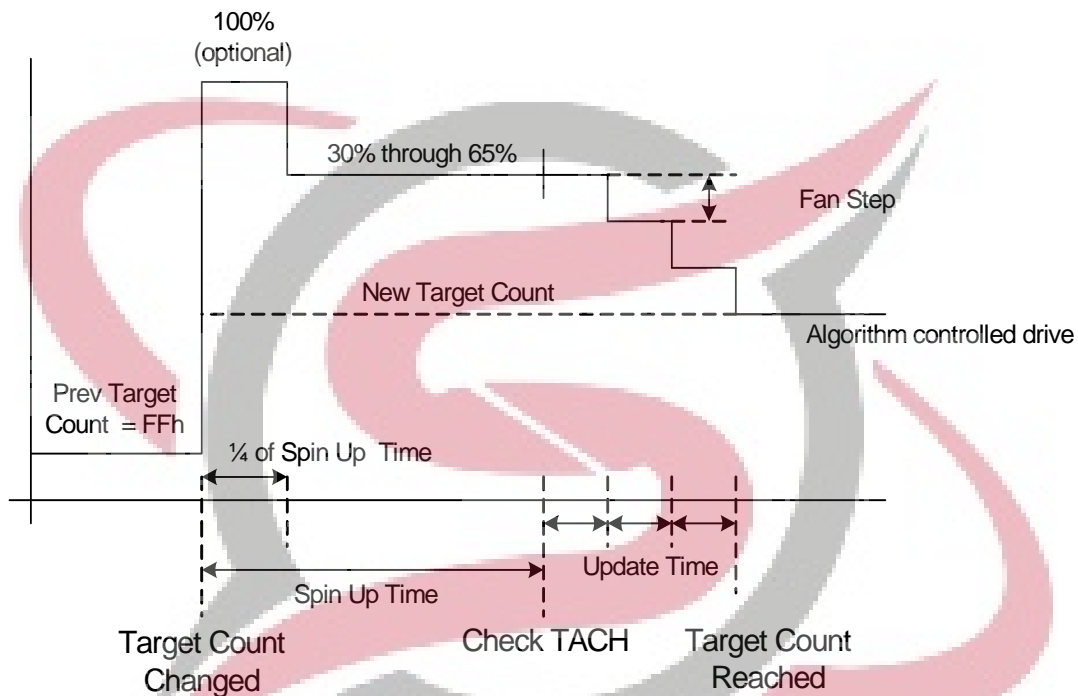 100%
(optional)
30% through 65%
Fan Step
New Target Count
Algorithm controlled drive
Prev Target
Count = FFh
¼ of Spin Up Time
Update Time
Spin Up Time
Target Count
Changed
Check TACH
Target Count
Reached